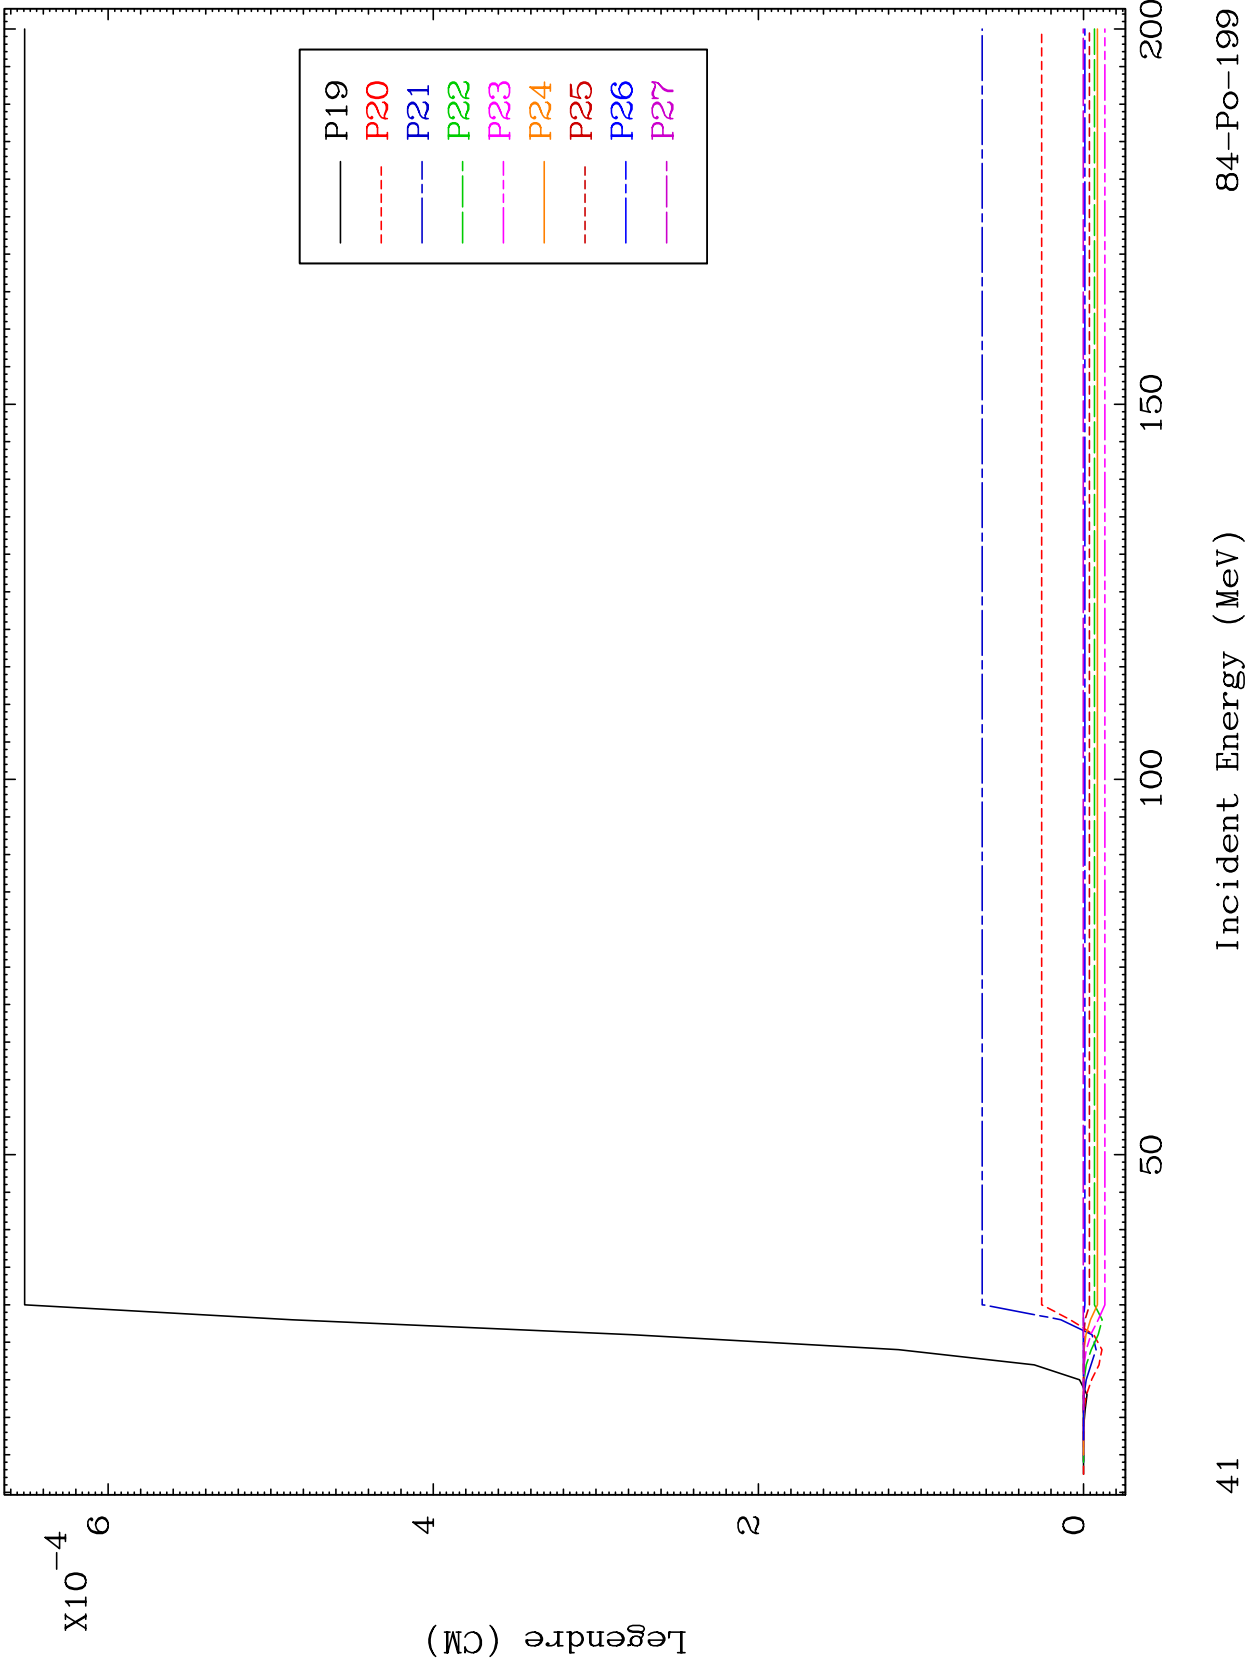 X10-4
6
4
2
0
Legendre (CM)
P19
P20
P21
P22
P23
P24
P25
P26
P27
50
100
150
200
41
Incident Energy (MeV)
84-Po-199